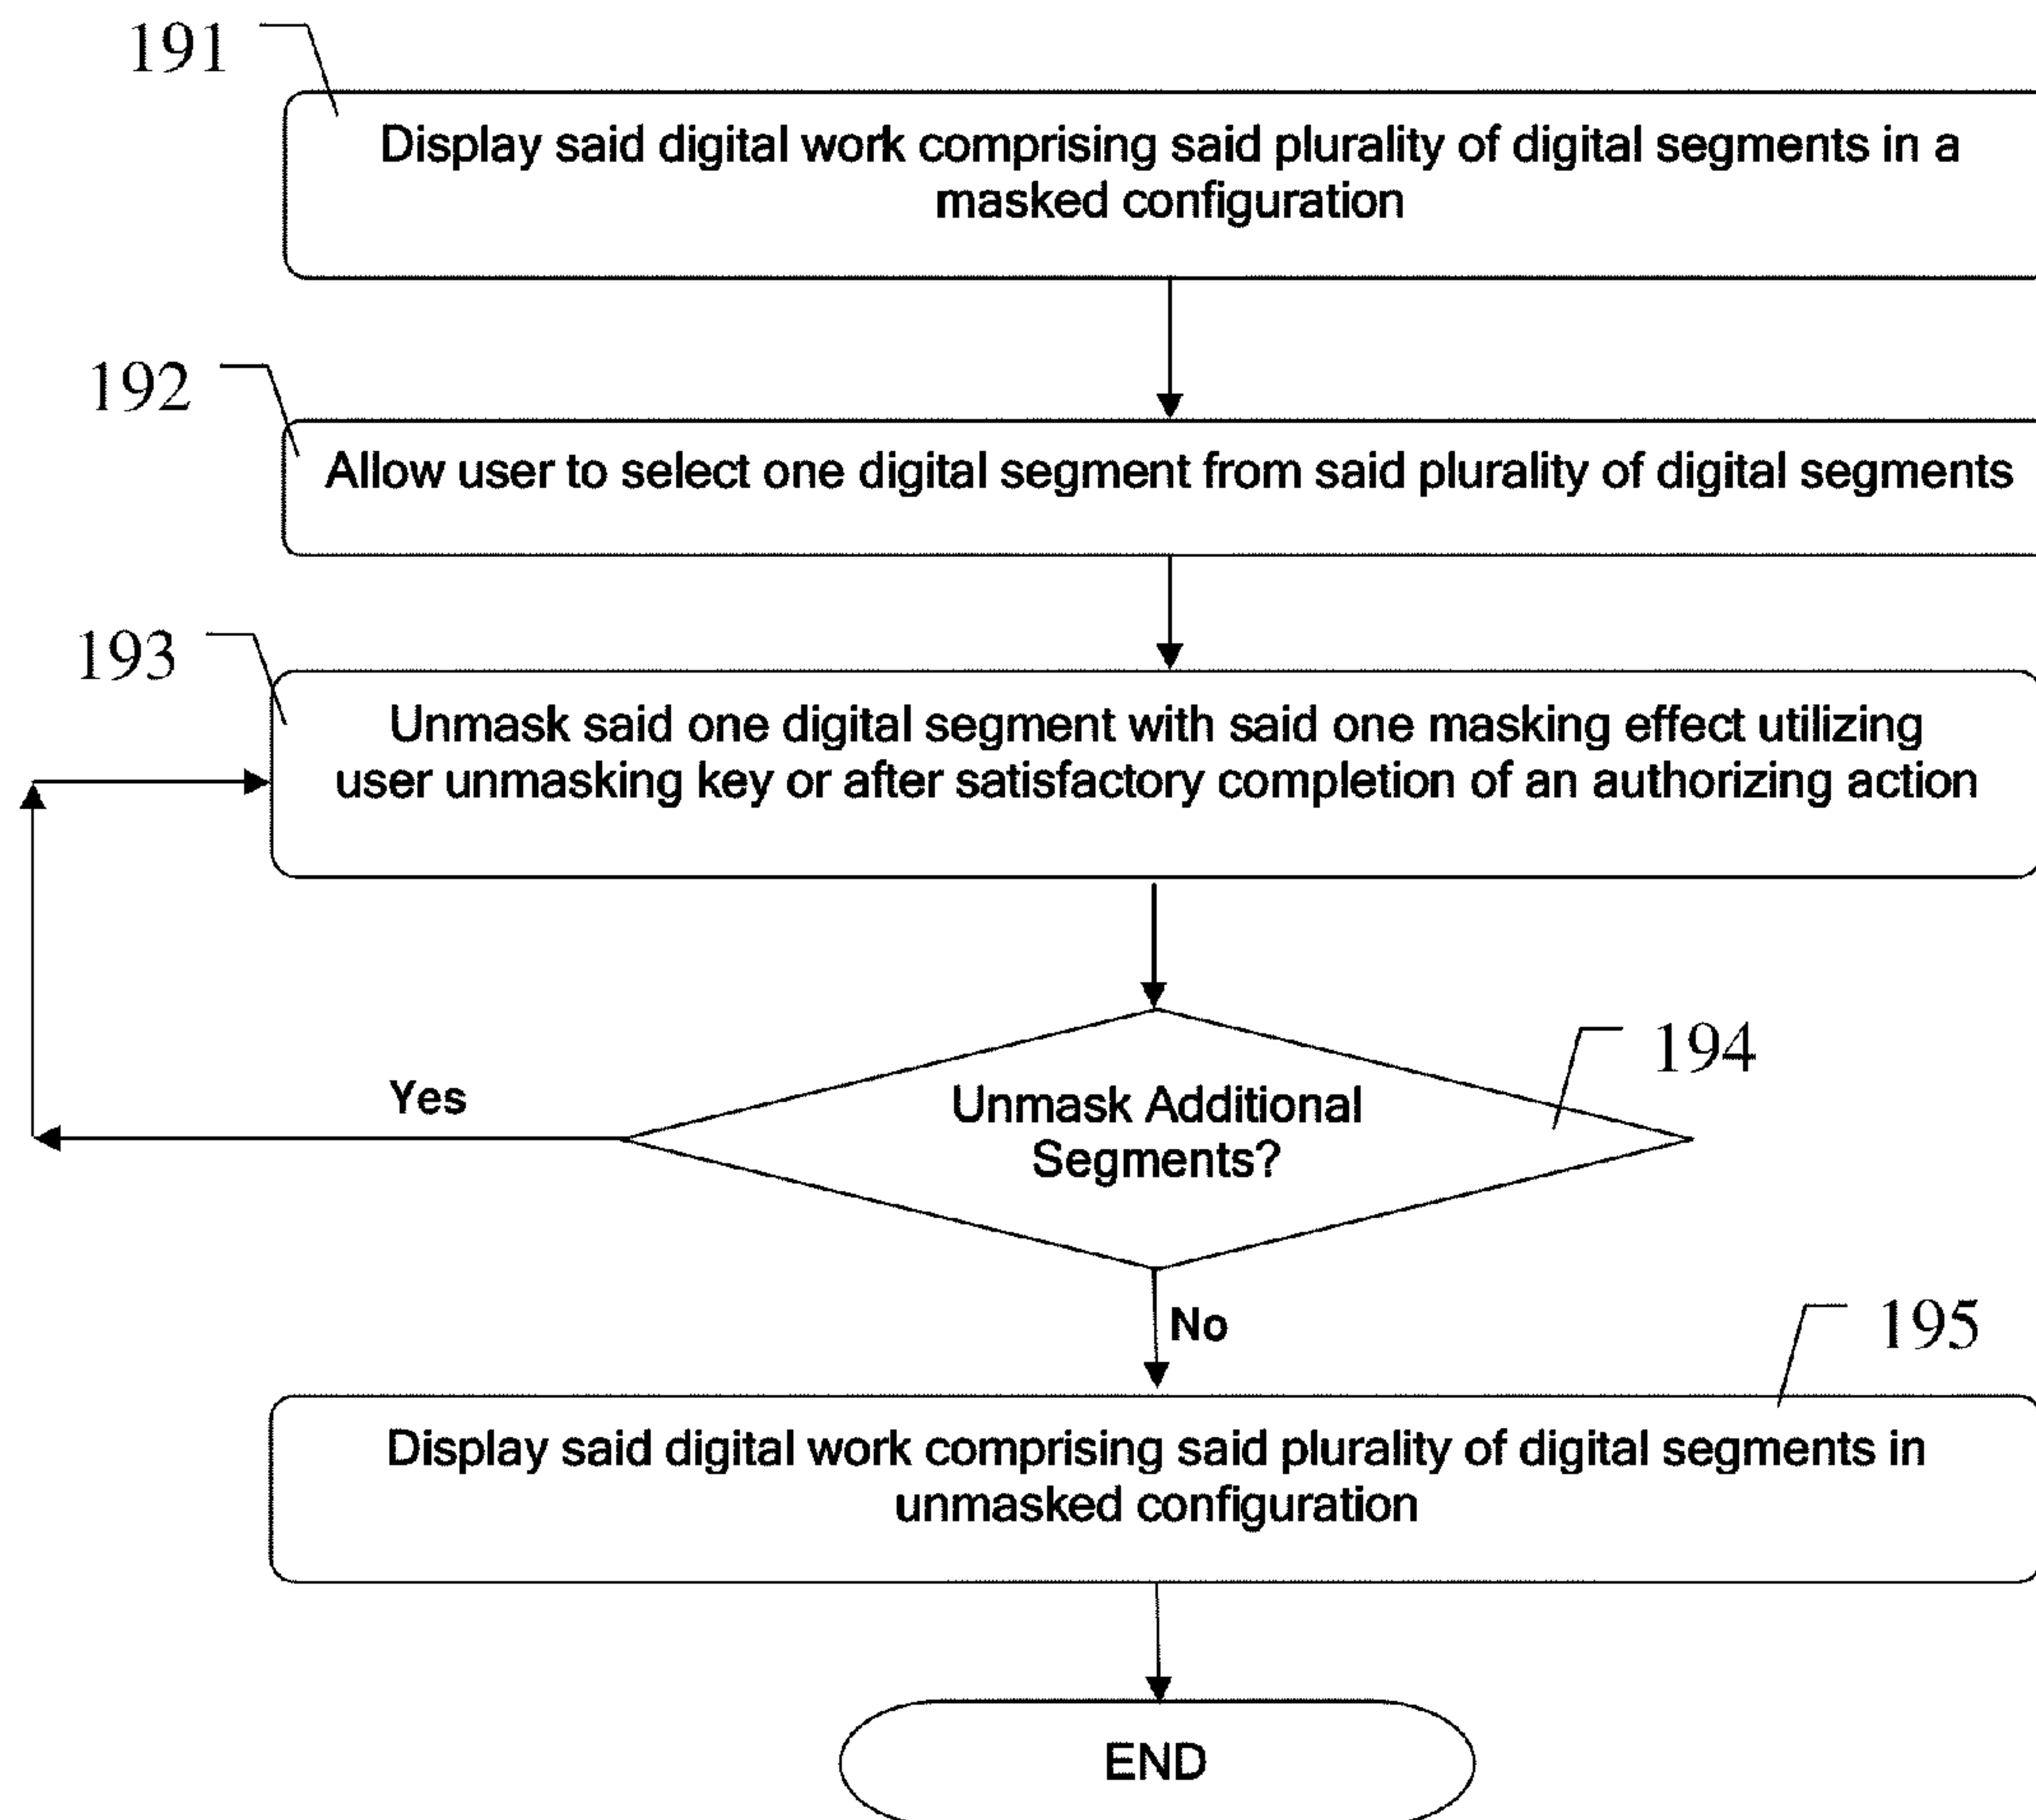 191
Display said digital work comprising said plurality of digital segments in a
masked configuration
192
Allow user to select one digital segment from said plurality of digital segments
193
Unmask said one digital segment with said one masking effect utilizing
user unmasking key or after satisfactory completion of an authorizing action
194
Unmask Additional
Segments?
Yes
No
195
Display said digital work comprising said plurality of digital segments in
unmasked configuration
END